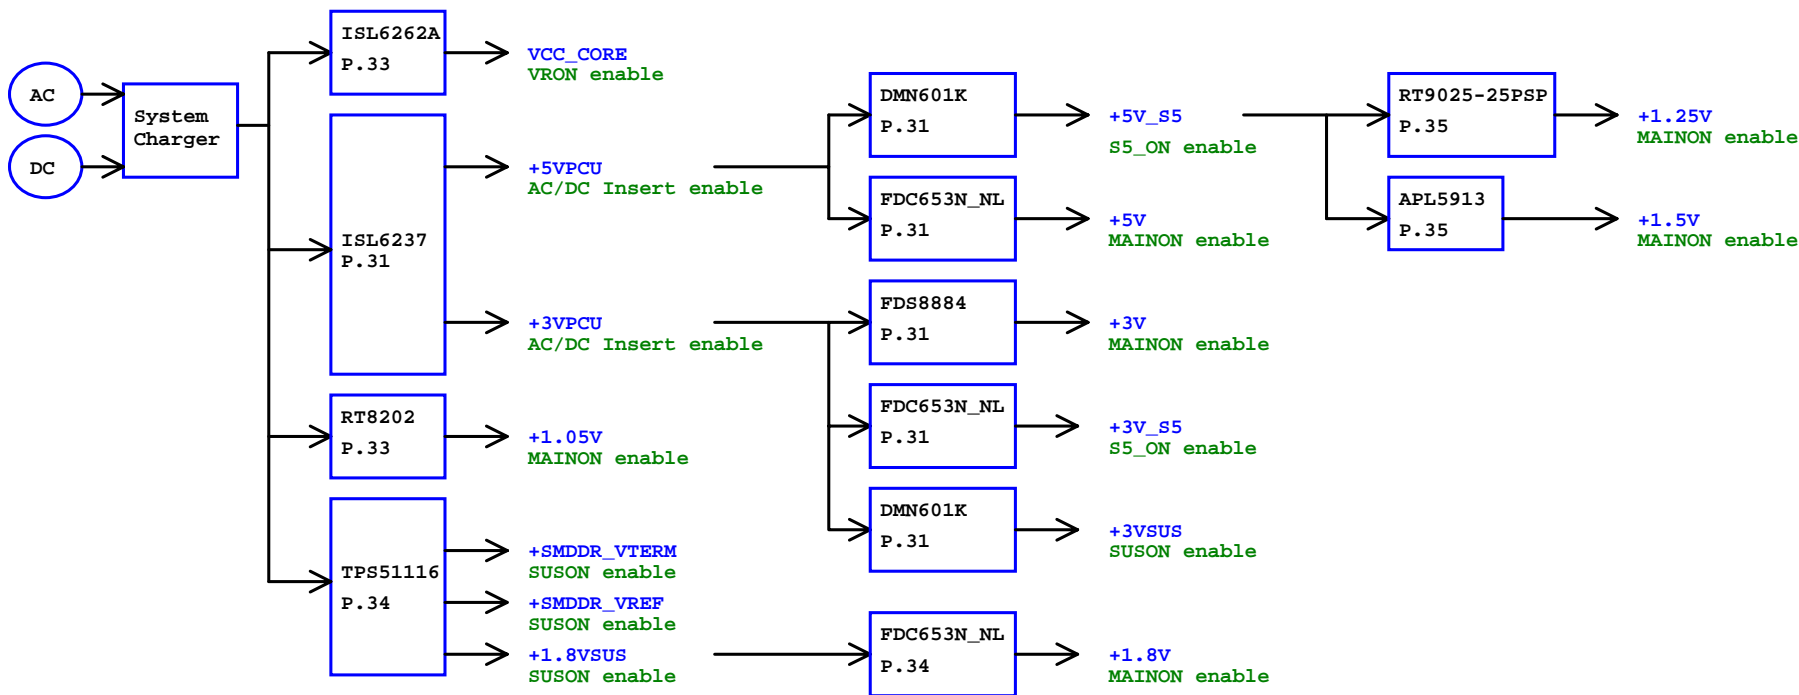 AC
DC
System
Charger
ISL6262A
P.33
VCC_CORE
VRON enable
ISL6237
P.31
+5VPCU
AC/DC Insert enable
+3VPCU
AC/DC Insert enable
RT8202
P.33
+1.05V
MAINON enable
TPS51116
P.34
+SMDDR_VTERM
SUSON enable
+SMDDR_VREF
SUSON enable
+1.8VSUS
SUSON enable
DMN601K
P.31
+5V_S5
S5_ON enable
FDC653N_NL
P.31
+5V
MAINON enable
FDS8884
P.31
+3V
MAINON enable
FDC653N_NL
P.31
+3V_S5
S5_ON enable
DMN601K
P.31
+3VSUS
SUSON enable
FDC653N_NL
P.34
+1.8V
MAINON enable
RT9025-25PSP
P.35
+1.25V
MAINON enable
APL5913
P.35
+1.5V
MAINON enable